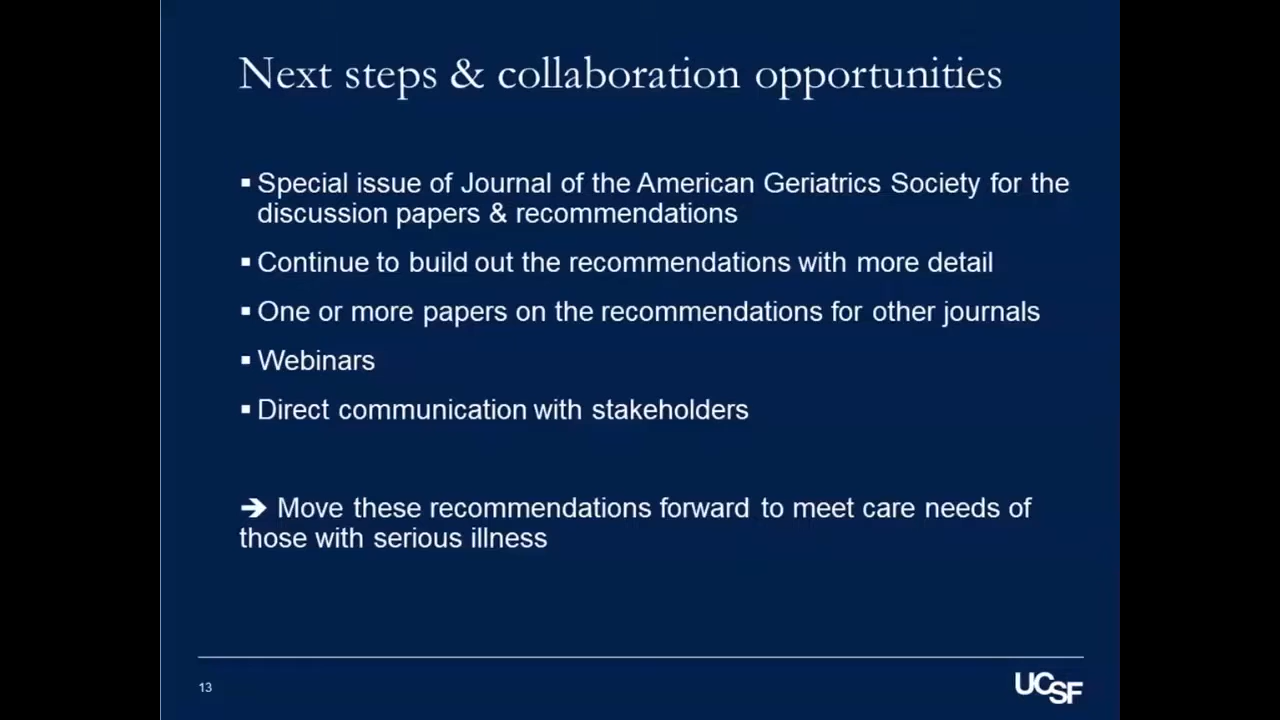 Next steps & collaboration opportunities
▪ Special issue of Journal of the American Geriatrics Society for the
discussion papers & recommendations
▪ Continue to build out the recommendations with more detail
▪ One or more papers on the recommendations for other journals
▪ Webinars
▪ Direct communication with stakeholders
➔ Move these recommendations forward to meet care needs of
those with serious illness
13
UCSF